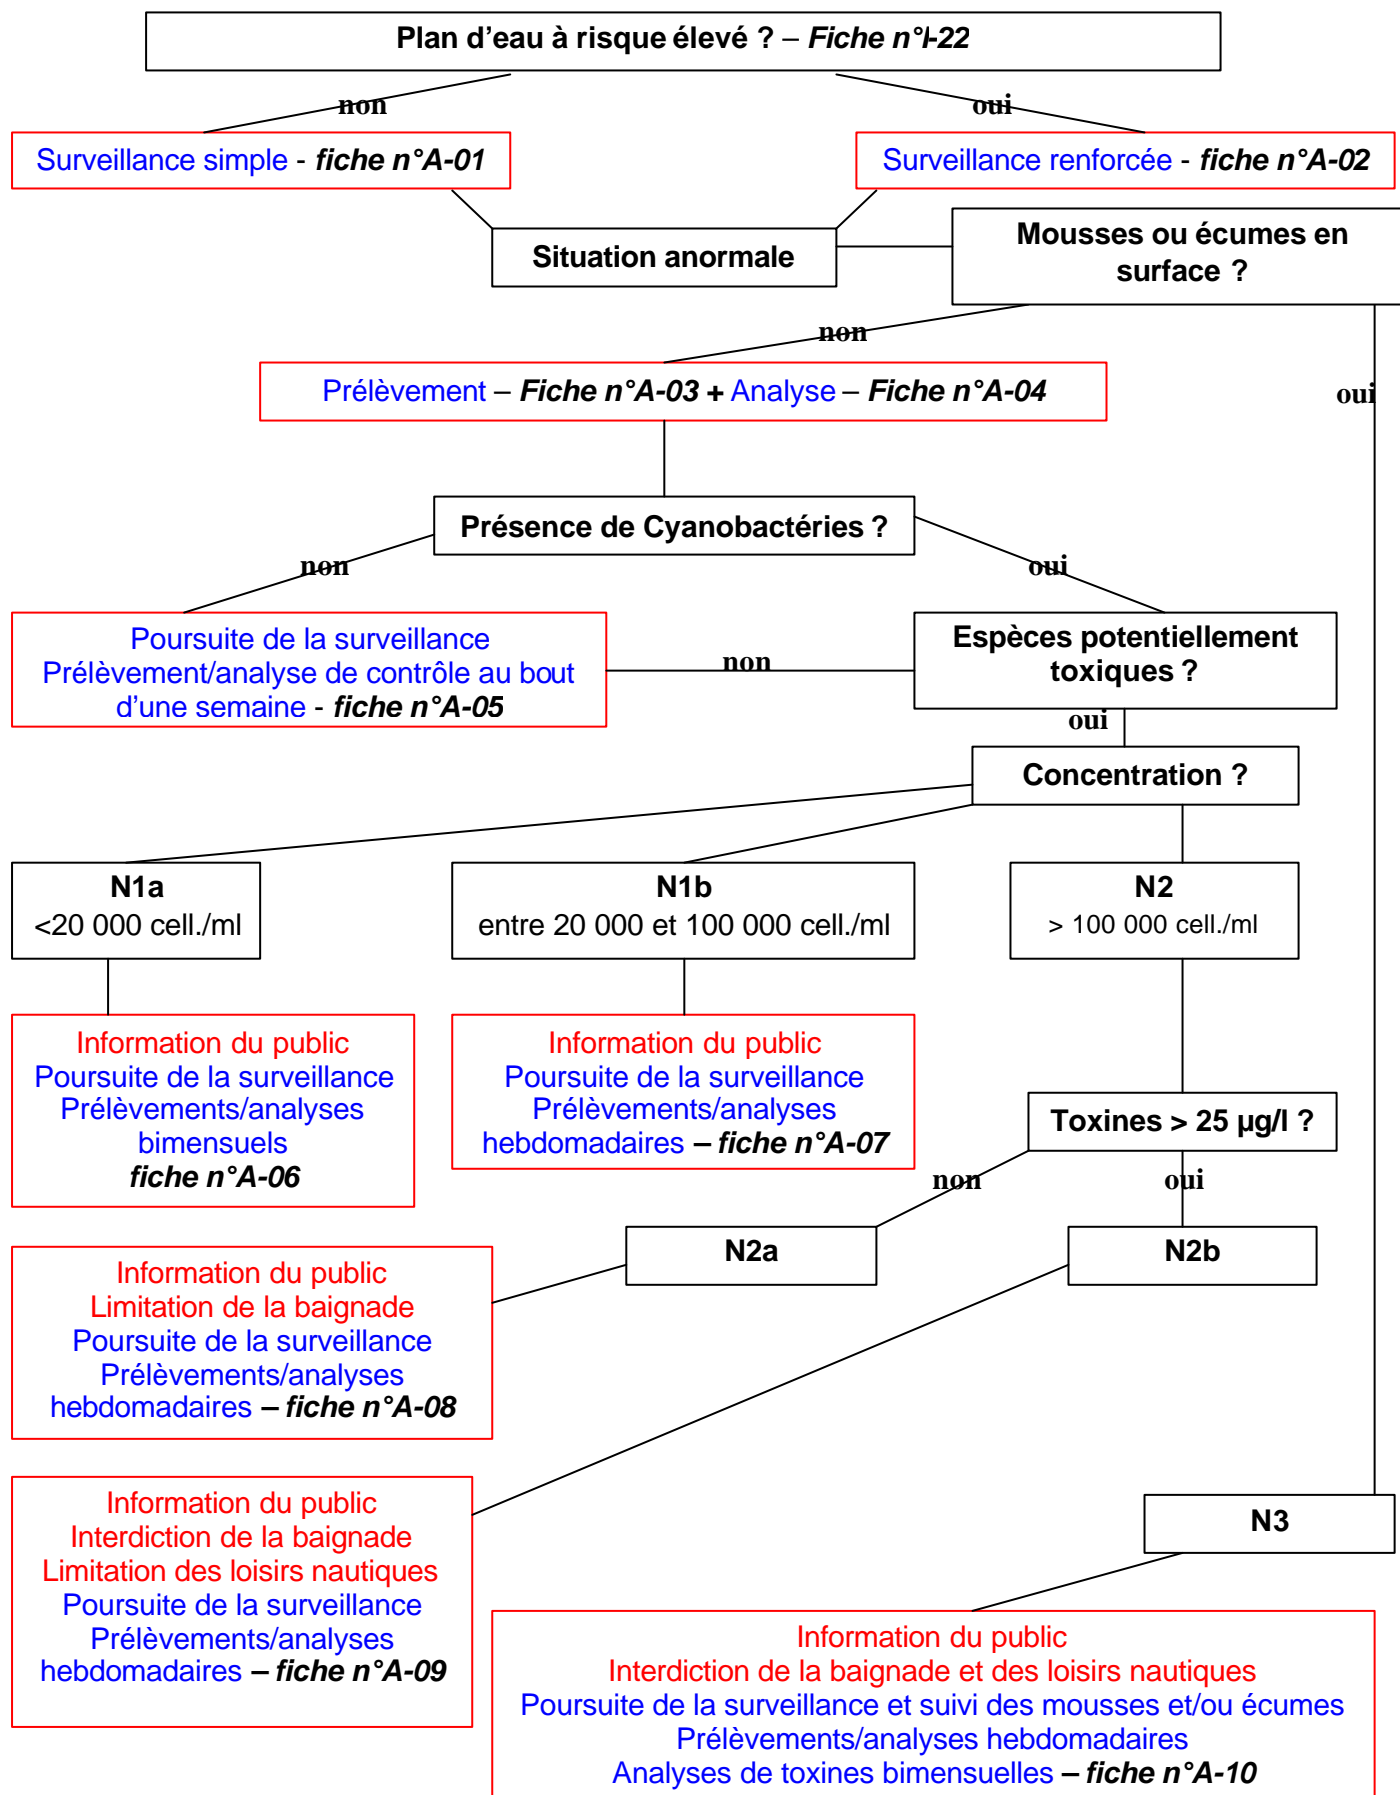 Plan d'eau à risque élevé ? – Fiche n°I-22
non
oui
Surveillance simple - fiche n°A-01
Surveillance renforcée - fiche n°A-02
Situation anormale
Mousses ou écumes en
surface ?
non
oui
Prélèvement – Fiche n°A-03 + Analyse – Fiche n°A-04
Présence de Cyanobactéries ?
non
oui
Poursuite de la surveillance
Prélèvement/analyse de contrôle au bout
d'une semaine - fiche n°A-05
non
Espèces potentiellement
toxiques ?
oui
Concentration ?
N1a
<20 000 cell./ml
N1b
entre 20 000 et 100 000 cell./ml
N2
> 100 000 cell./ml
Information du public
Poursuite de la surveillance
Prélèvements/analyses
bimensuels
fiche n°A-06
Information du public
Poursuite de la surveillance
Prélèvements/analyses
hebdomadaires – fiche n°A-07
Toxines > 25 µg/l ?
non
oui
N2a
N2b
Information du public
Limitation de la baignade
Poursuite de la surveillance
Prélèvements/analyses
hebdomadaires – fiche n°A-08
Information du public
Interdiction de la baignade
Limitation des loisirs nautiques
Poursuite de la surveillance
Prélèvements/analyses
hebdomadaires – fiche n°A-09
N3
Information du public
Interdiction de la baignade et des loisirs nautiques
Poursuite de la surveillance et suivi des mousses et/ou écumes
Prélèvements/analyses hebdomadaires
Analyses de toxines bimensuelles – fiche n°A-10